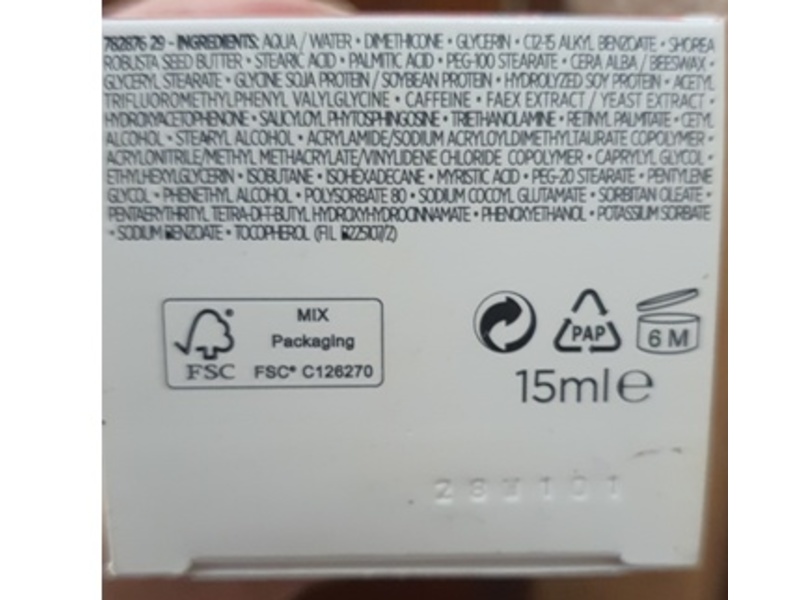 782876 29 - INGREDIENTS: AQUA / WATER • DIMETHICONE • GLYCERIN • C12-15 ALKYL BENZOATE • SHOREA
ROBUSTA SEED BUTTER • STEARIC ACID • PALMITIC ACID • PEG-100 STEARATE • CERA ALBA / BEESWAX •
GLYCERYL STEARATE • GLYCINE SOJA PROTEIN / SOYBEAN PROTEIN • HYDROLYZED SOY PROTEIN • ACETYL
TRIFLUOROMETHYLPHENYL VALYLGLYCINE • CAFFEINE • FAEX EXTRACT / YEAST EXTRACT •
HYDROXYACETOPHENONE • SALICYLOYL PHYTOSPHINGOSINE • TRIETHANOLAMINE • RETINYL PALMITATE • CETYL
ALCOHOL • STEARYL ALCOHOL • ACRYLAMIDE/SODIUM ACRYLOYLDIMETHYLTAURATE COPOLYMER •
ACRYLONITRILE/METHYL METHACRYLATE/VINYLIDENE CHLORIDE COPOLYMER • CAPRYLYL GLYCOL •
ETHYLHEXYLGLYCERIN • ISOBUTANE • ISOHEXADECANE • MYRISTIC ACID • PEG-20 STEARATE • PENTYLENE
GLYCOL • PHENETHYL ALCOHOL • POLYSORBATE 80 • SODIUM COCOYL GLUTAMATE • SORBITAN OLEATE •
PENTAERYTHRITYL TETRA-DI-T-BUTYL HYDROXYHYDROCINNAMATE • PHENOXYETHANOL • POTASSIUM SORBATE
• SODIUM BENZOATE • TOCOPHEROL (F.I.L. B225107/2)
MIX
Packaging
FSC® C126270
FSC
PAP
6 M
15ml e
28W101